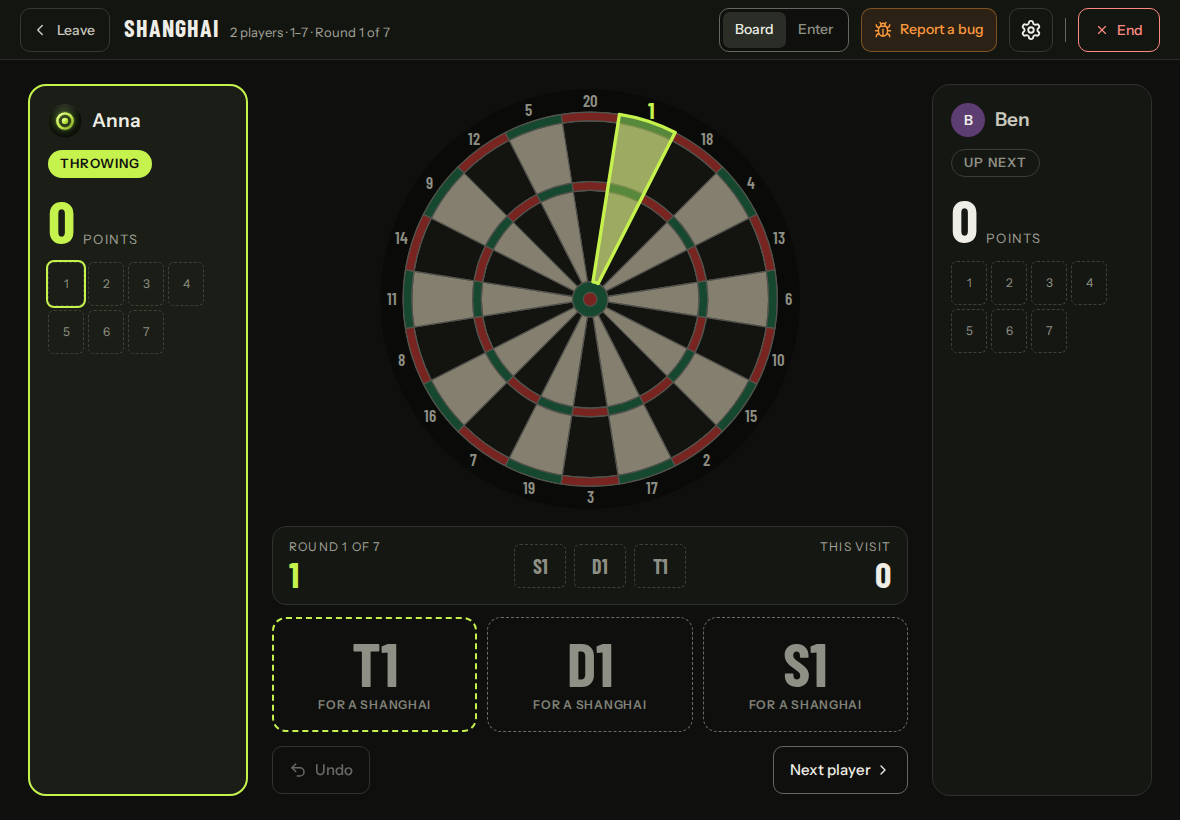 Leave
SHANGHAI
2 players · 1–7 · Round 1 of 7
Board
Enter
Report a bug
End
Anna
THROWING
0 POINTS
1 2 3 4
5 6 7
20
1
18
4
13
6
10
15
2
17
3
19
7
16
8
11
14
9
12
5
ROUND 1 OF 7
1
S1 D1 T1
THIS VISIT
0
T1
FOR A SHANGHAI
D1
FOR A SHANGHAI
S1
FOR A SHANGHAI
Undo
Next player
B
Ben
UP NEXT
0 POINTS
1 2 3 4
5 6 7